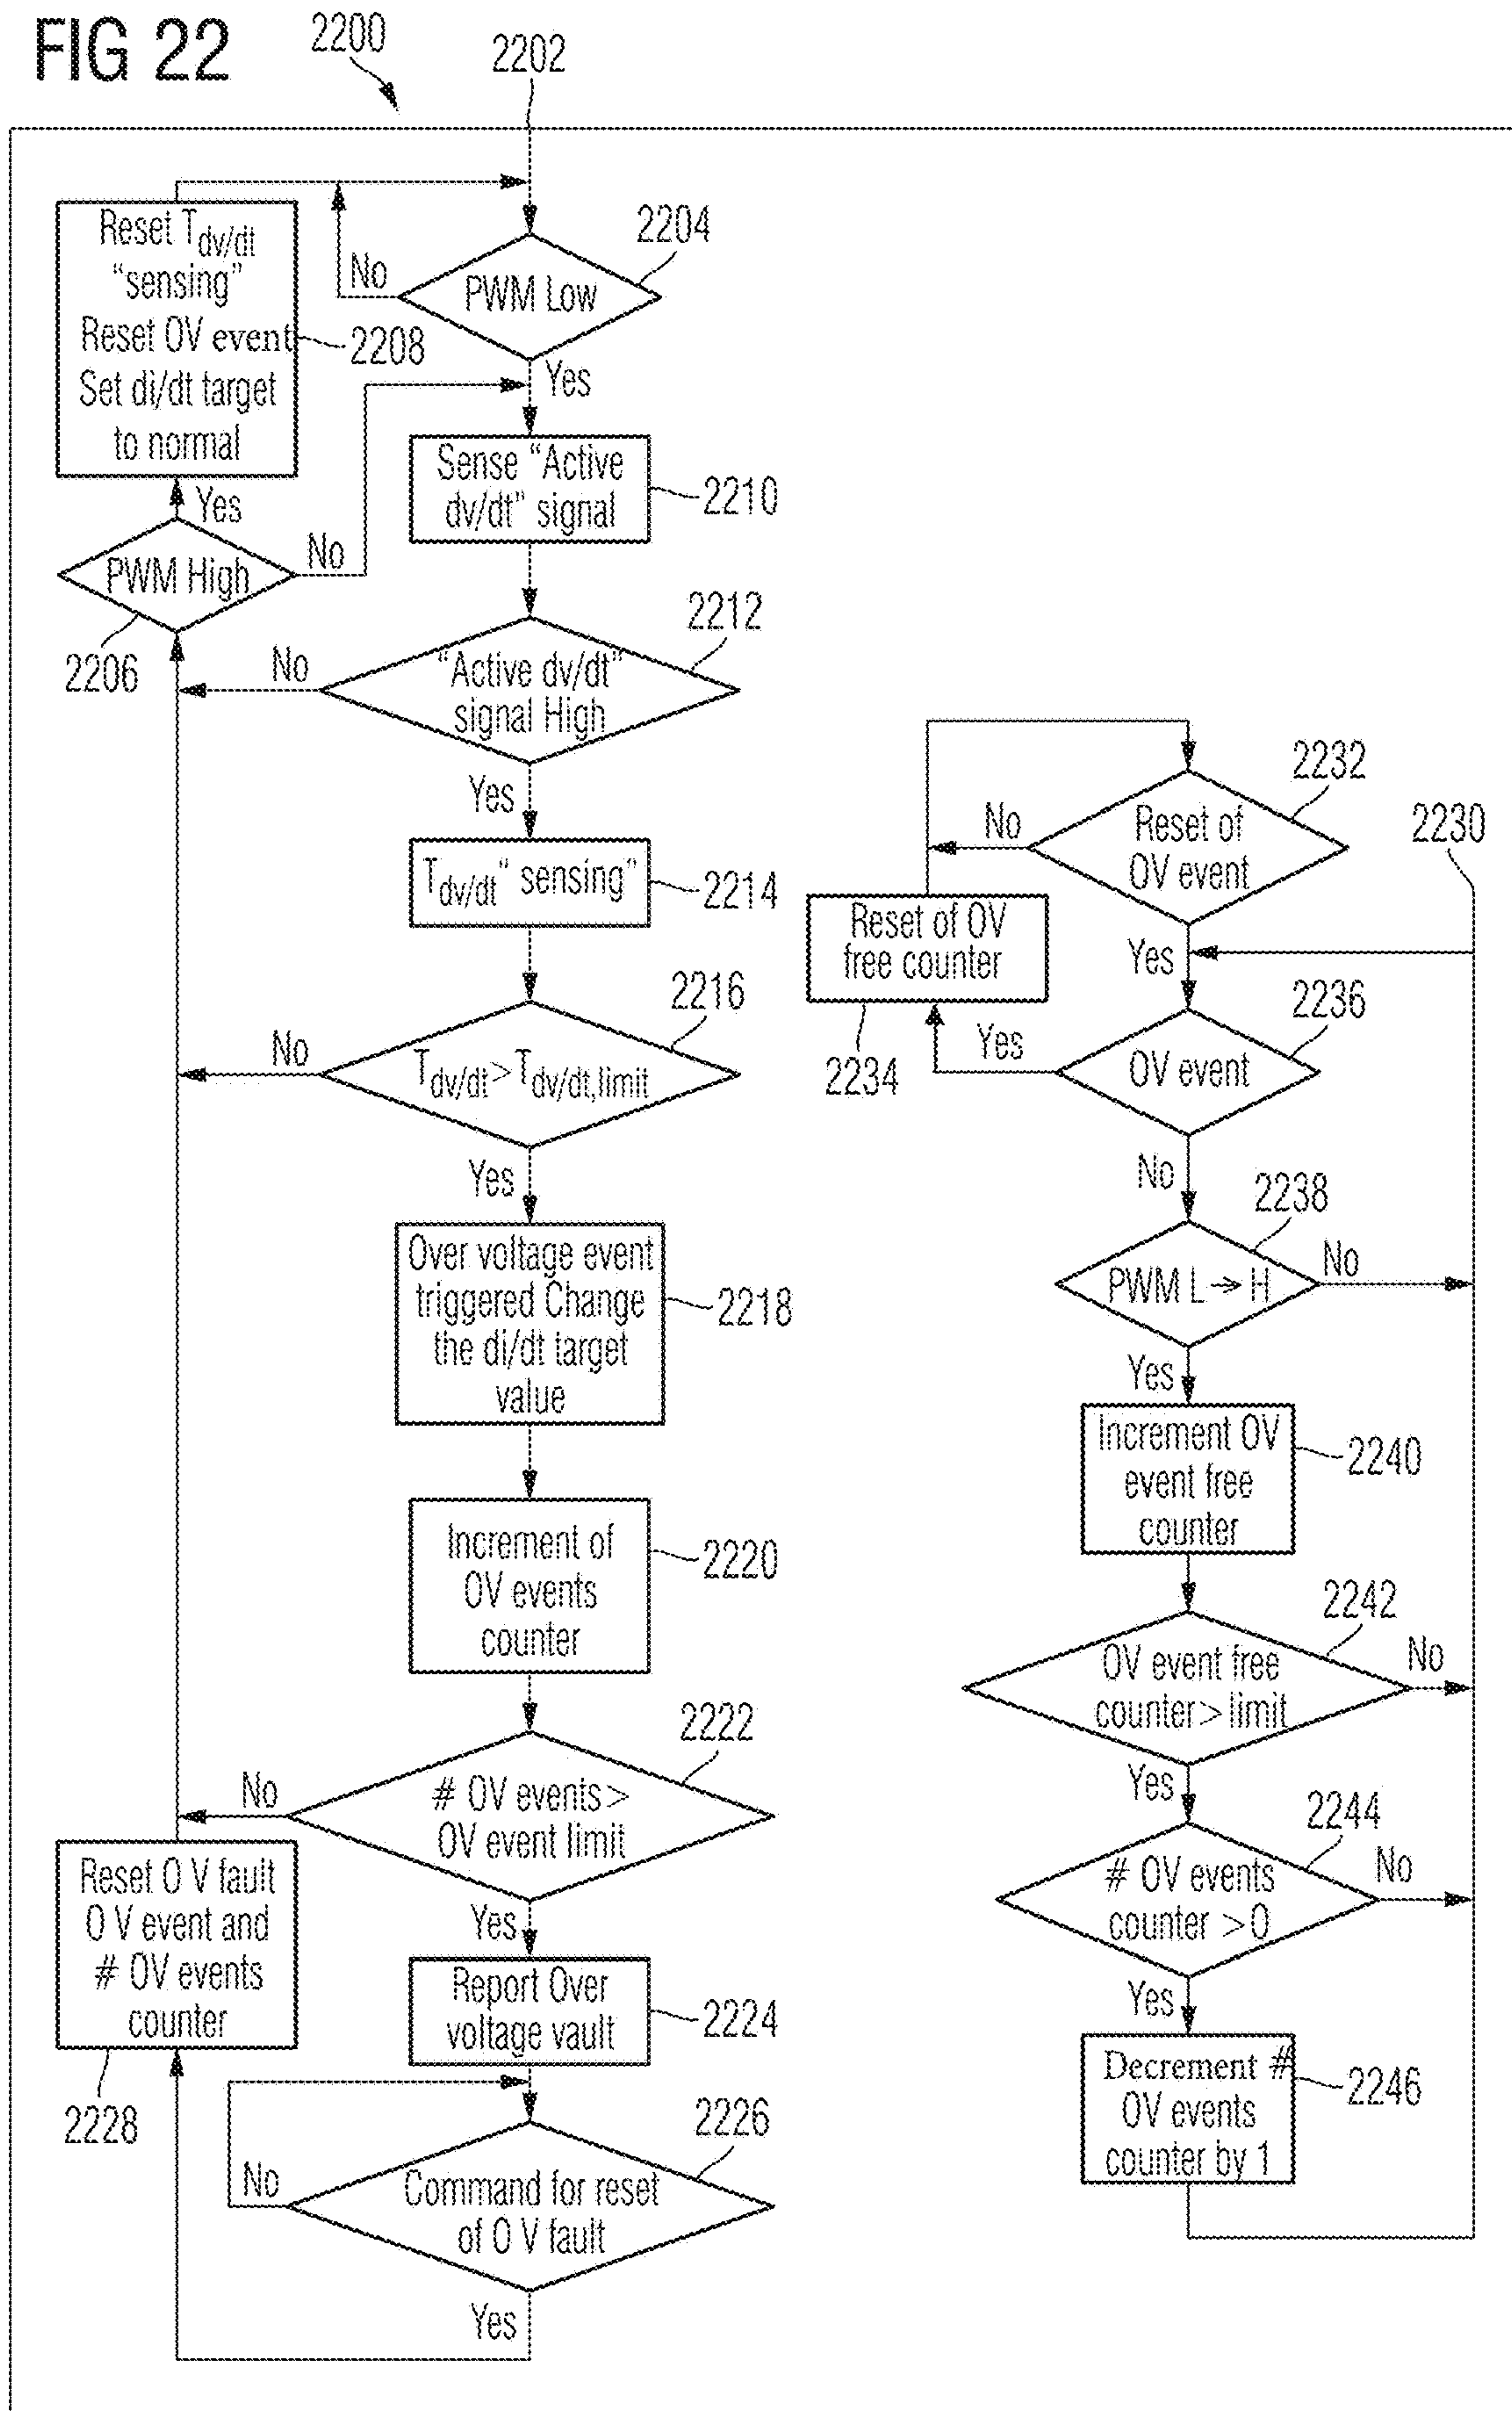 FIG 22
2200
2202
Reset Tdv/dt
“sensing”
Reset OV event
Set di/dt target
to normal
2208
No
PWM Low
2204
Yes
Sense “Active
dv/dt” signal
2210
Yes
PWM High
No
2206
No
“Active dv/dt”
signal High
2212
Yes
Tdv/dt“ sensing”
2214
No
Tdv/dt>Tdv/dt,limit
2216
Yes
Over voltage event
triggered Change
the di/dt target
value
2218
Increment of
OV events
counter
2220
No
# OV events>
OV event limit
2222
Reset O V fault
O V event and
# OV events
counter
2228
Yes
Report Over
voltage vault
2224
No
Command for reset
of O V fault
2226
Yes
2230
No
Reset of
OV event
2232
Reset of OV
free counter
2234
Yes
Yes
OV event
2236
No
PWM L→H
2238
No
Yes
Increment OV
event free
counter
2240
OV event free
counter>limit
2242
No
Yes
# OV events
counter >0
2244
No
Yes
Decrement #
OV events
counter by 1
2246